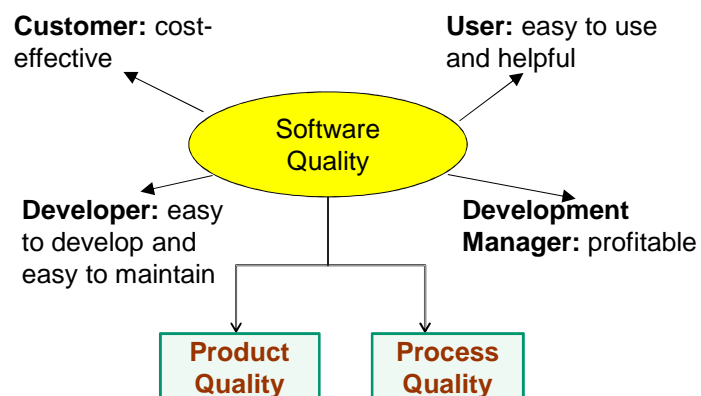 Customer: cost-
effective
User: easy to use
and helpful
Software
Quality
Developer: easy
to develop and
easy to maintain
Development
Manager: profitable
Product
Quality
Process
Quality